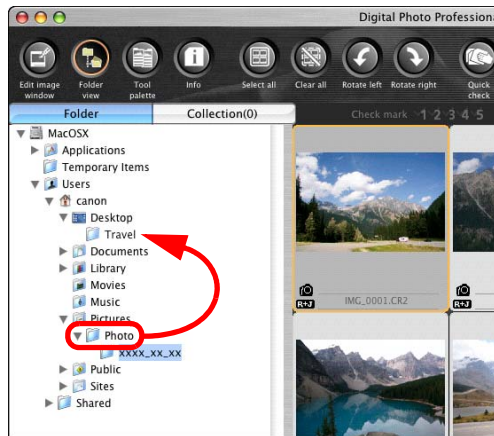 Digital Photo Professiona
Edit image window
Folder view
Tool palette
Info
Select all
Clear all
Rotate left
Rotate right
Quick check
Folder
Collection(0)
Check mark 1 2 3 4 5
MacOSX
Applications
Temporary Items
Users
canon
Desktop
Travel
Documents
Library
Movies
Music
Pictures
Photo
xxxx_xx_xx
Public
Sites
Shared
R+J
IMG_0001.CR2
R+J